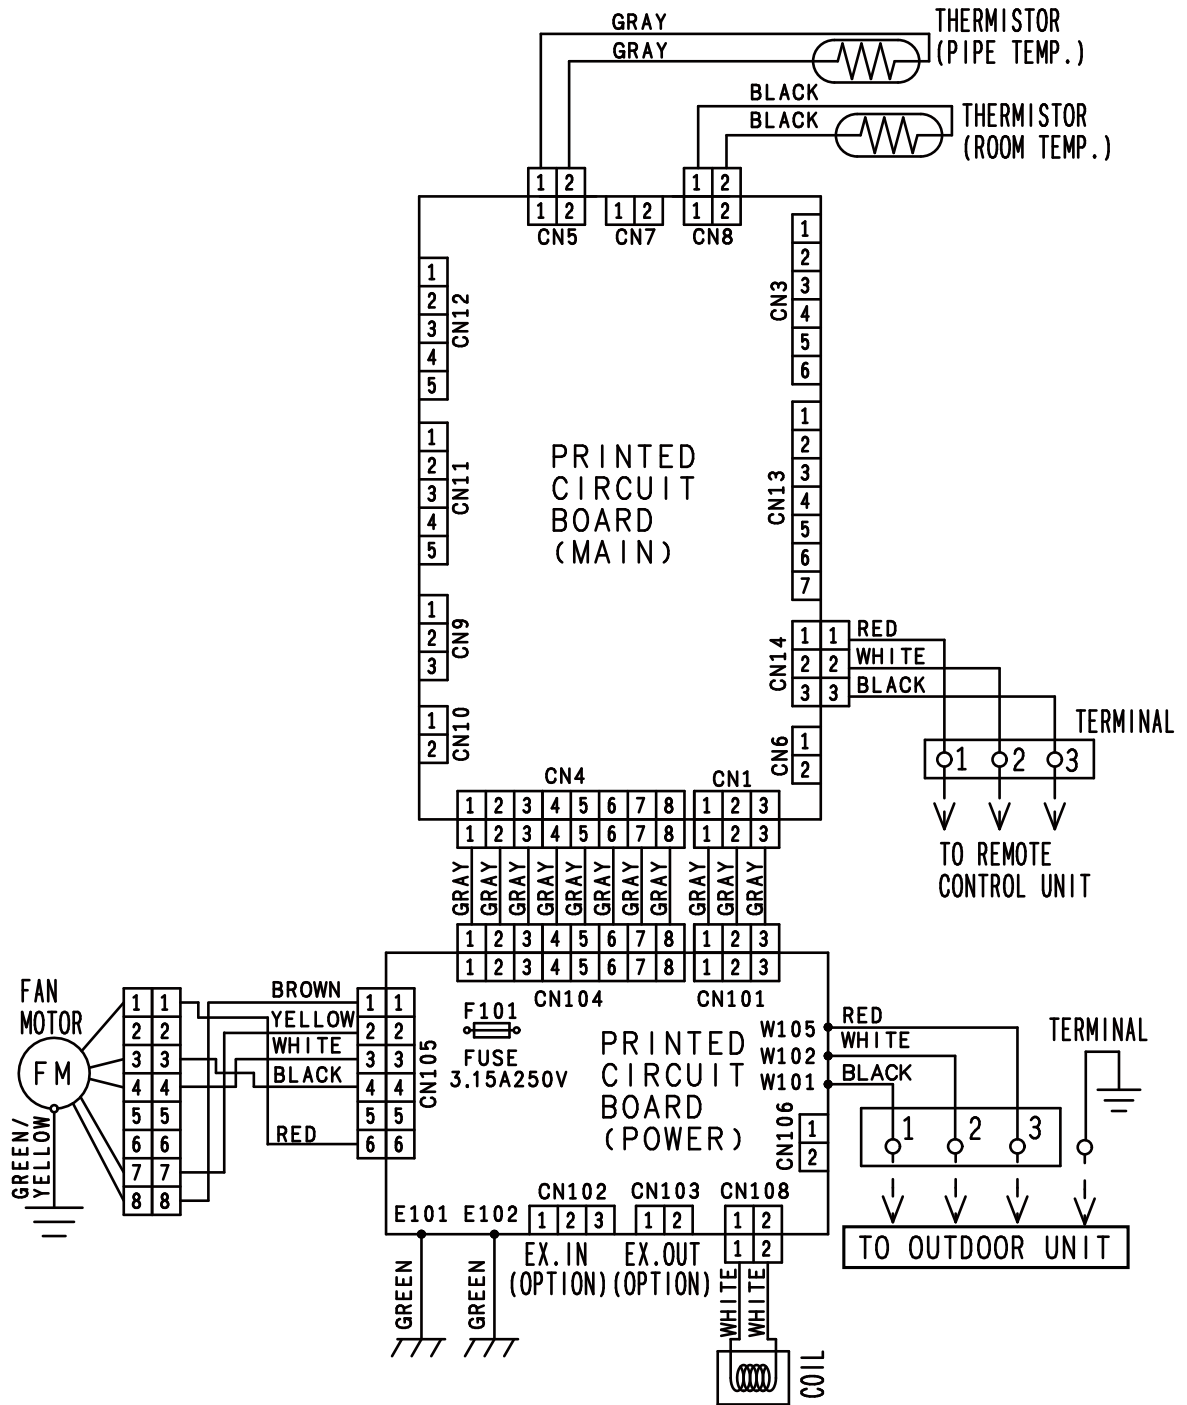 GRAY
THERMISTOR
(PIPE TEMP.)
GRAY
BLACK
THERMISTOR
(ROOM TEMP.)
BLACK
1 2
1 2
CN5
1 2
CN7
1 2
1 2
CN8
1
2
3
4
5
6
CN3
1
2
3
4
5
CN12
1
2
3
4
5
6
7
CN13
1
2
3
4
5
CN11
PRINTED
CIRCUIT
BOARD
(MAIN)
1
2
3
CN9
1
2
CN10
CN14
1 1
2 2
3 3
RED
WHITE
BLACK
CN6
1
2
TERMINAL
1 2 3
TO REMOTE
CONTROL UNIT
CN4
1 2 3 4 5 6 7 8
1 2 3 4 5 6 7 8
CN1
1 2 3
1 2 3
GRAY GRAY GRAY GRAY GRAY GRAY GRAY GRAY
GRAY GRAY GRAY
1 2 3 4 5 6 7 8
1 2 3 4 5 6 7 8
CN104
1 2 3
1 2 3
CN101
FAN
MOTOR
FM
GREEN/
YELLOW
1 1
2 2
3 3
4 4
5 5
6 6
7 7
8 8
BROWN
YELLOW
WHITE
BLACK
RED
1 1
2 2
3 3
4 4
5 5
6 6
CN105
F101
FUSE
3.15A250V
PRINTED
CIRCUIT
BOARD
(POWER)
W105
W102
W101
RED
WHITE
BLACK
CN106
1
2
TERMINAL
1 2 3
TO OUTDOOR UNIT
E101
E102
GREEN
GREEN
CN102
1 2 3
EX.IN
(OPTION)
CN103
1 2
EX.OUT
(OPTION)
CN108
1 2
1 2
WHITE
WHITE
COIL